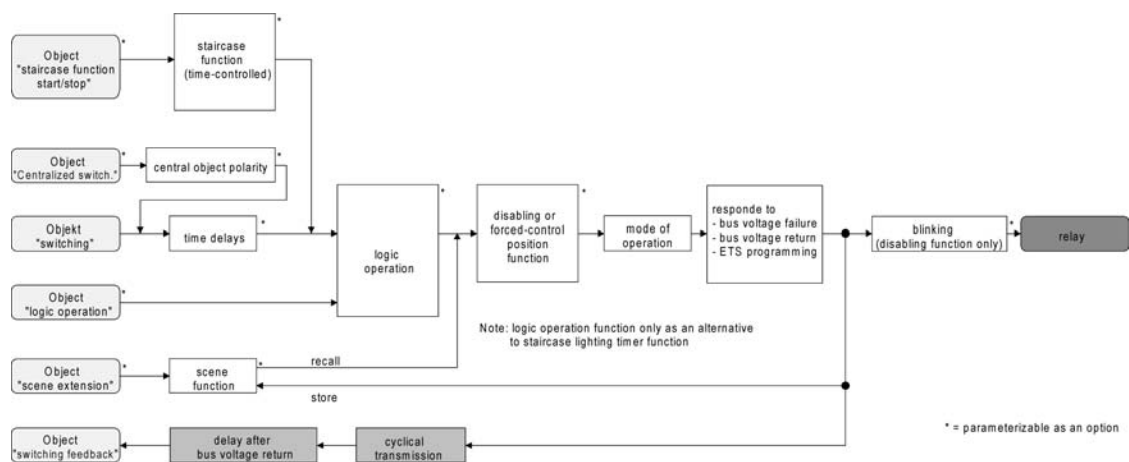 Object
"staircase function
start/stop"
*
staircase
function
(time-controlled)
*
Object
"Centralized switch."
*
central object polarity
*
Objekt
"switching"
time delays
*
logic
operation
*
disabling or
forced-control
position
function
*
mode of
operation
responde to
- bus voltage failure
- bus voltage return
- ETS programming
blinking
(disabling function only)
*
relay
Object
"logic operation"
*
Note: logic operation function only as an alternative
to staircase lighting timer function
Object
"scene extension"
*
scene
function
*
recall
store
Object
"switching feedback"
delay after
bus voltage return
cyclical
transmission
* = parameterizable as an option